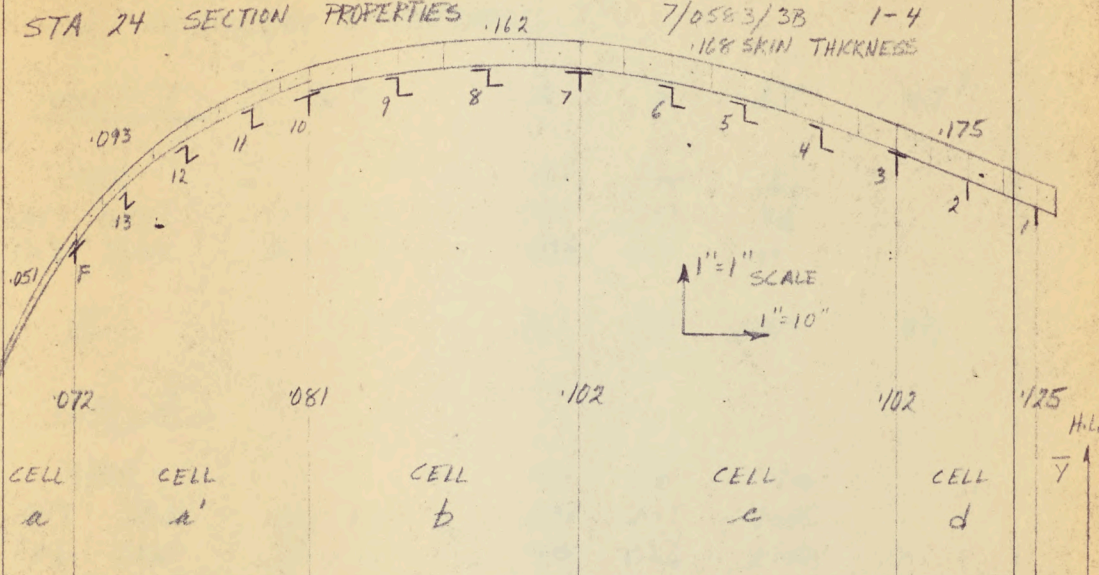 STA 24 SECTION PROPERTIES
7/0583/3B 1-4
.162
.168 SKIN THICKNESS
.093
.175
10 9 8 7 6 5
11 4
12 3
13 2
F 1
.051
1"=1" SCALE
1"=10"
.072 .081 .102 .102 .125
H.L.
Y
CELL CELL CELL CELL CELL
a a' b c d